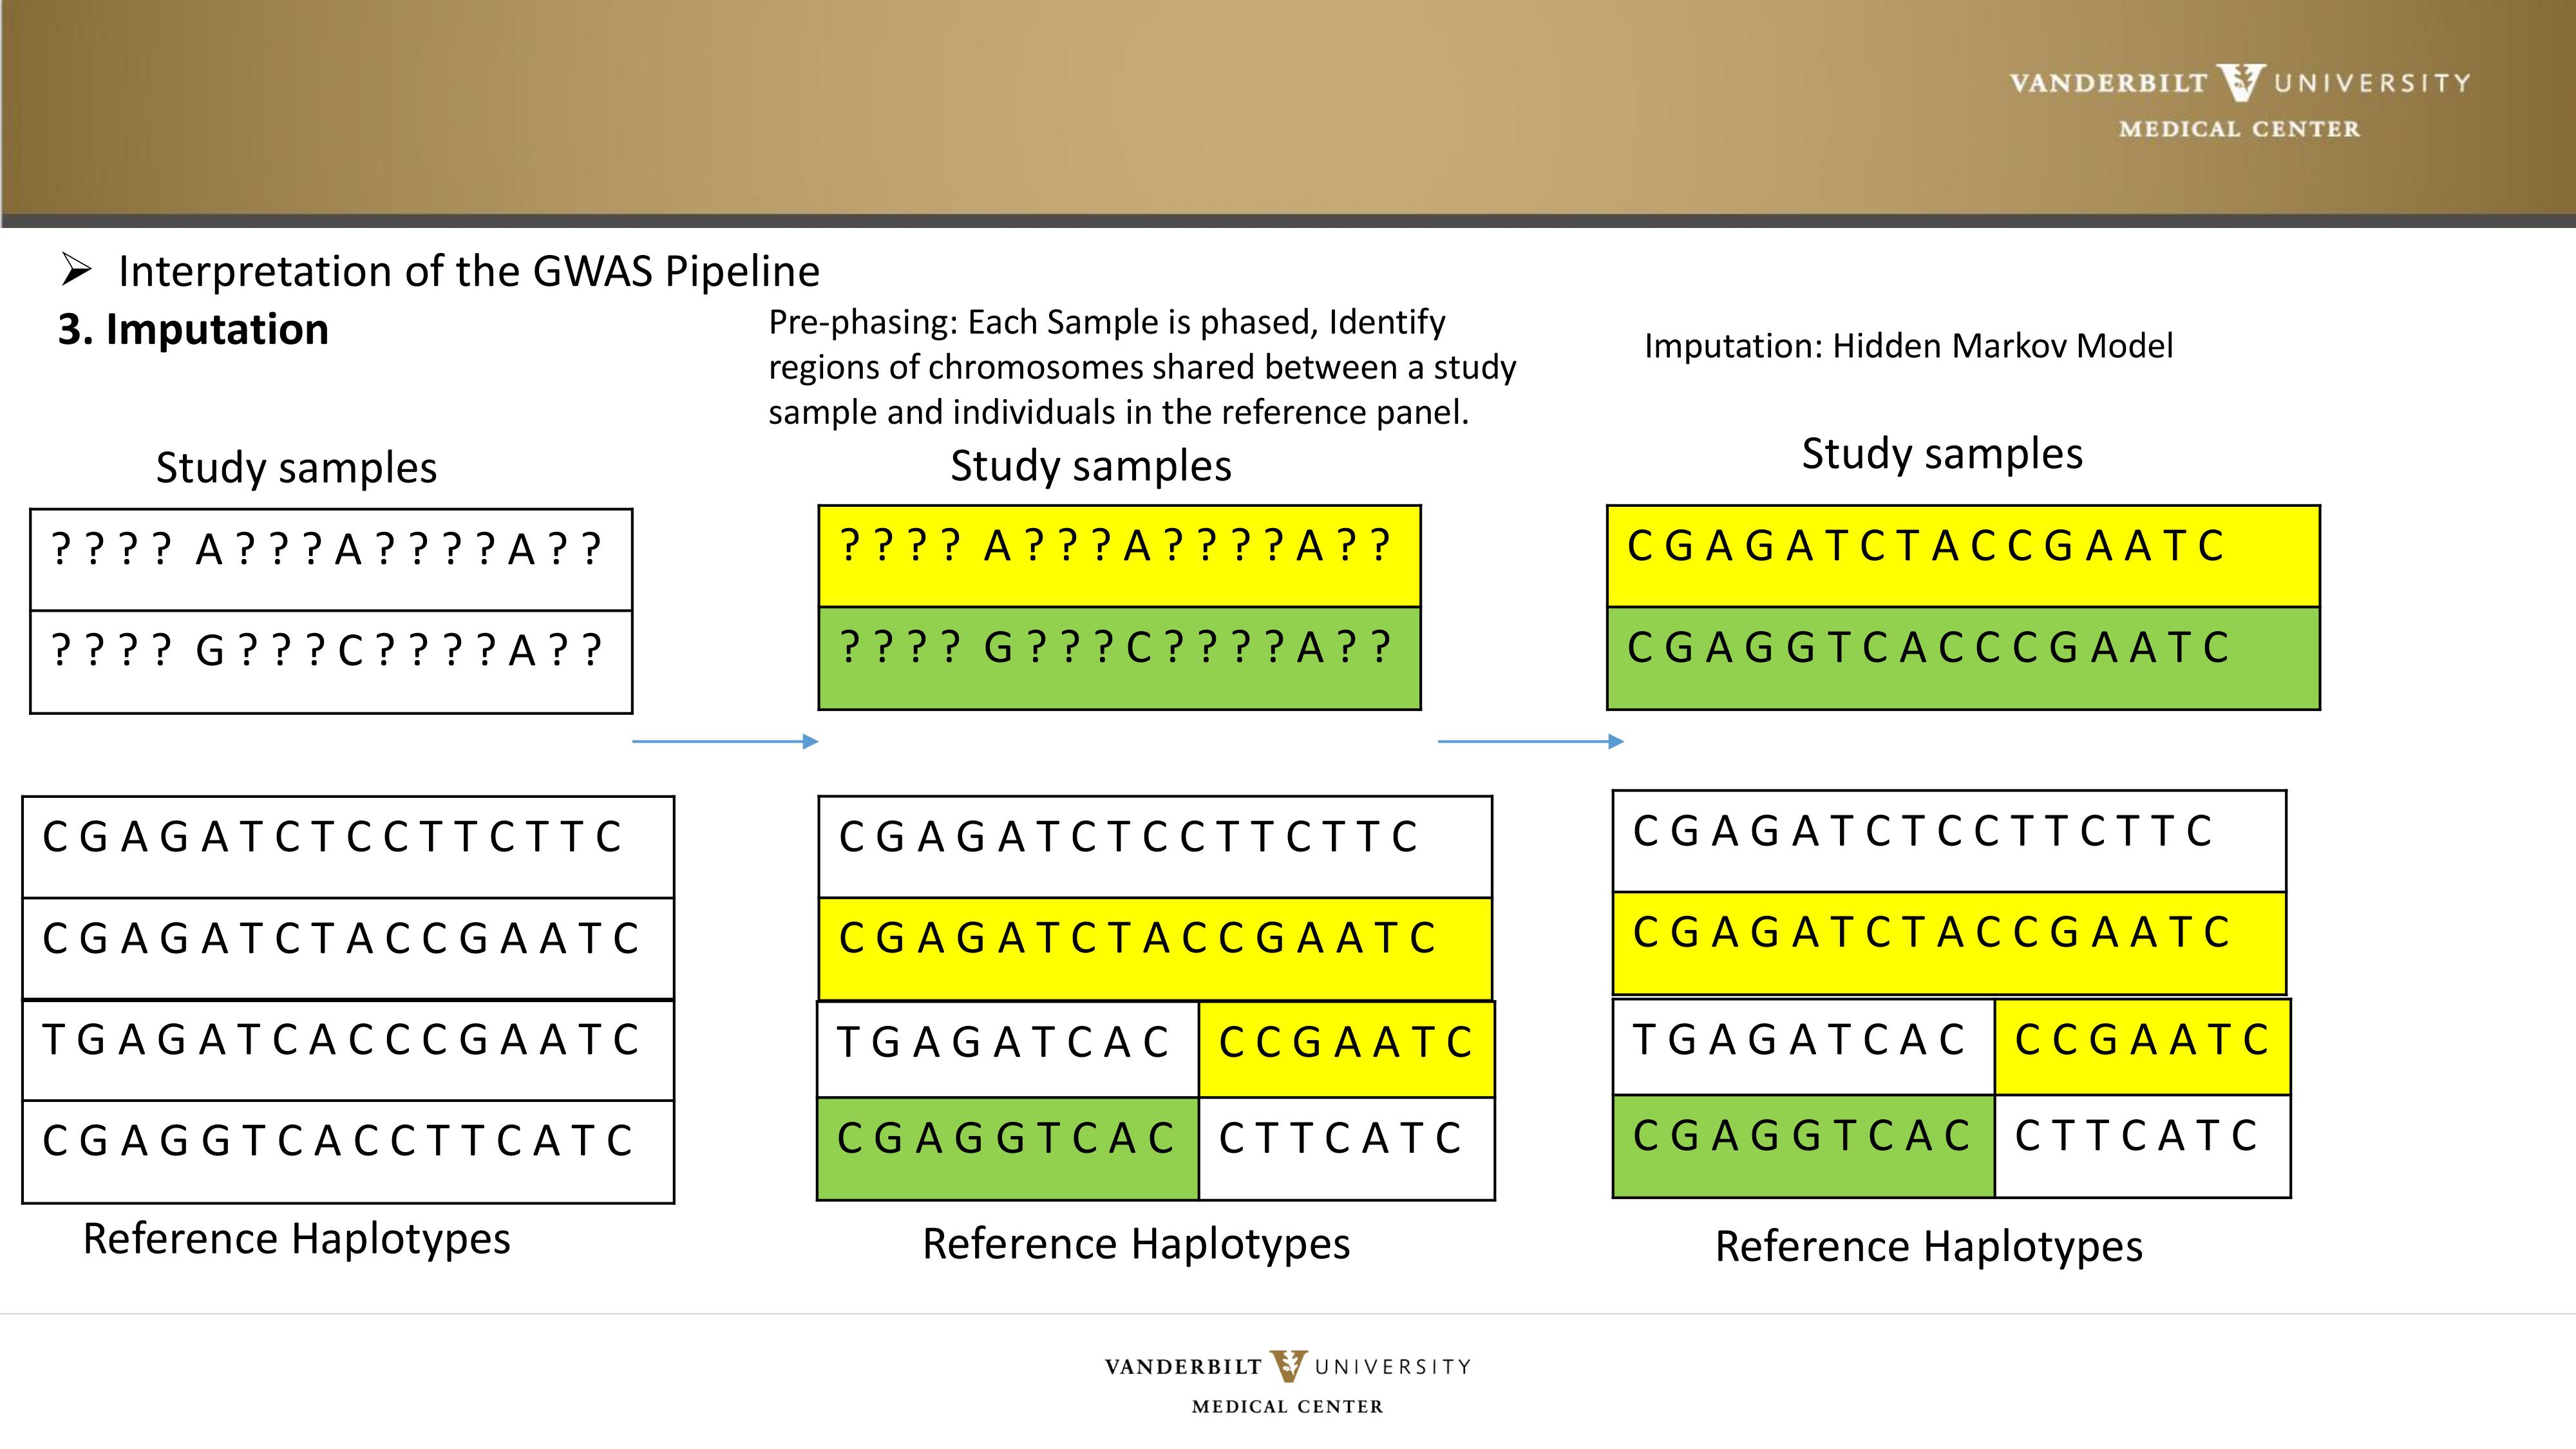 VANDERBILT UNIVERSITY
MEDICAL CENTER
➢ Interpretation of the GWAS Pipeline
3. Imputation
Pre-phasing: Each Sample is phased, Identify
regions of chromosomes shared between a study
sample and individuals in the reference panel.
Imputation: Hidden Markov Model
Study samples
? ? ? ? A ? ? ? A ? ? ? ? A ? ?
? ? ? ? G ? ? ? C ? ? ? ? A ? ?
C G A G A T C T C C T T C T T C
C G A G A T C T A C C G A A T C
T G A G A T C A C C C G A A T C
C G A G G T C A C C T T C A T C
Reference Haplotypes
Study samples
? ? ? ? A ? ? ? A ? ? ? ? A ? ?
? ? ? ? G ? ? ? C ? ? ? ? A ? ?
C G A G A T C T C C T T C T T C
C G A G A T C T A C C G A A T C
T G A G A T C A C C C G A A T C
C G A G G T C A C C T T C A T C
Reference Haplotypes
Study samples
C G A G A T C T A C C G A A T C
C G A G G T C A C C C G A A T C
C G A G A T C T C C T T C T T C
C G A G A T C T A C C G A A T C
T G A G A T C A C C C G A A T C
C G A G G T C A C C T T C A T C
Reference Haplotypes
VANDERBILT UNIVERSITY
MEDICAL CENTER